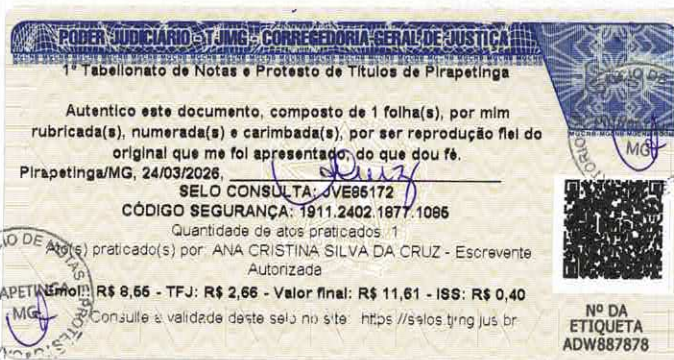 PODER JUDICIÁRIO - TJMG - CORREGEDORIA-GERAL DE JUSTIÇA
1º Tabelionato de Notas e Protesto de Títulos de Pirapetinga
Autentico este documento, composto de 1 folha(s), por mim
rubricada(s), numerada(s) e carimbada(s), por ser reprodução fiel do
original que me foi apresentado, do que dou fé.
Pirapetinga/MG, 24/03/2026,
SELO CONSULTA: JVE85172
CÓDIGO SEGURANÇA: 1911.2402.1877.1085
Quantidade de atos praticados: 1
Ato(s) praticado(s) por: ANA CRISTINA SILVA DA CRUZ - Escrevente
Autorizada
Emol.: R$ 8,55 - TFJ: R$ 2,66 - Valor final: R$ 11,61 - ISS: R$ 0,40
Consulte a validade deste selo no site: https://selos.tjmg.jus.br
Nº DA
ETIQUETA
ADW887878
MG
MG